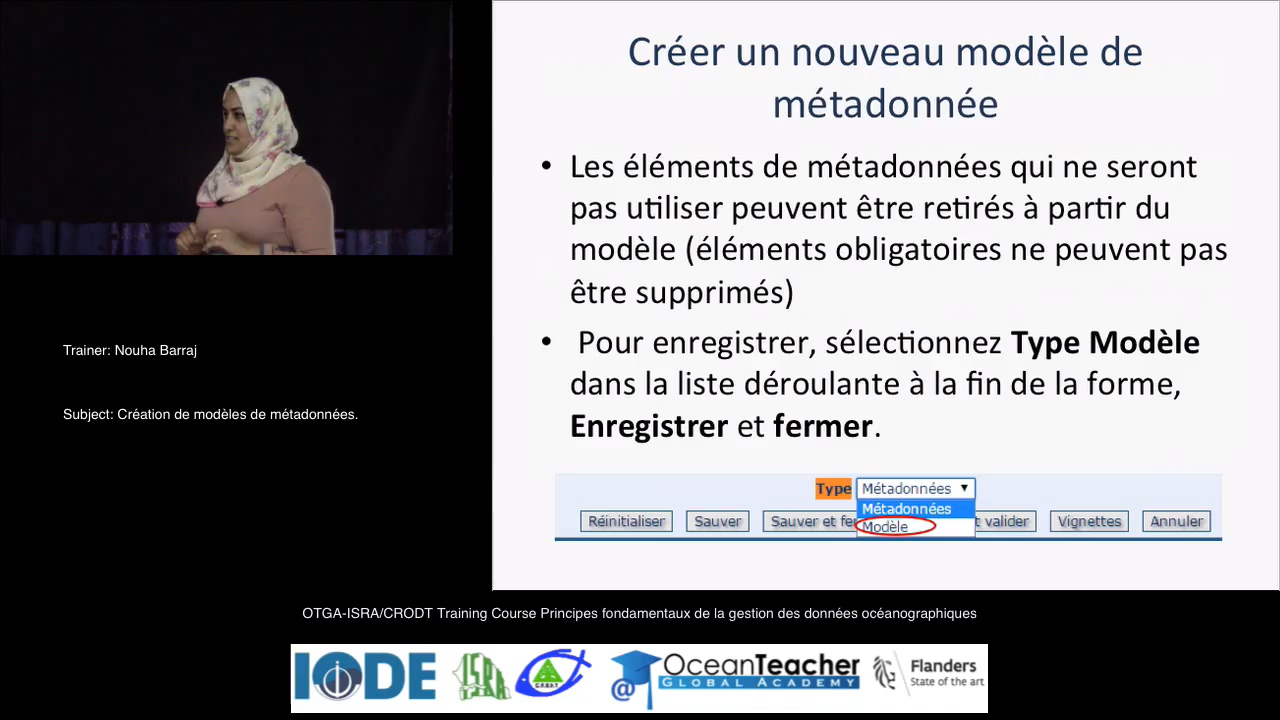 Créer un nouveau modèle de
métadonnée
• Les éléments de métadonnées qui ne seront
pas utiliser peuvent être retirés à partir du
modèle (éléments obligatoires ne peuvent pas
être supprimés)
• Pour enregistrer, sélectionnez Type Modèle
dans la liste déroulante à la fin de la forme,
Enregistrer et fermer.
Type Métadonnées
Métadonnées
Modèle
Réinitialiser Sauver Sauver et fe t valider Vignettes Annuler
Trainer: Nouha Barraj
Subject: Création de modèles de métadonnées.
OTGA-ISRA/CRODT Training Course Principes fondamentaux de la gestion des données océanographiques
IODE
ISRA
OceanTeacher
Global Academy
@
Flanders
State of the art